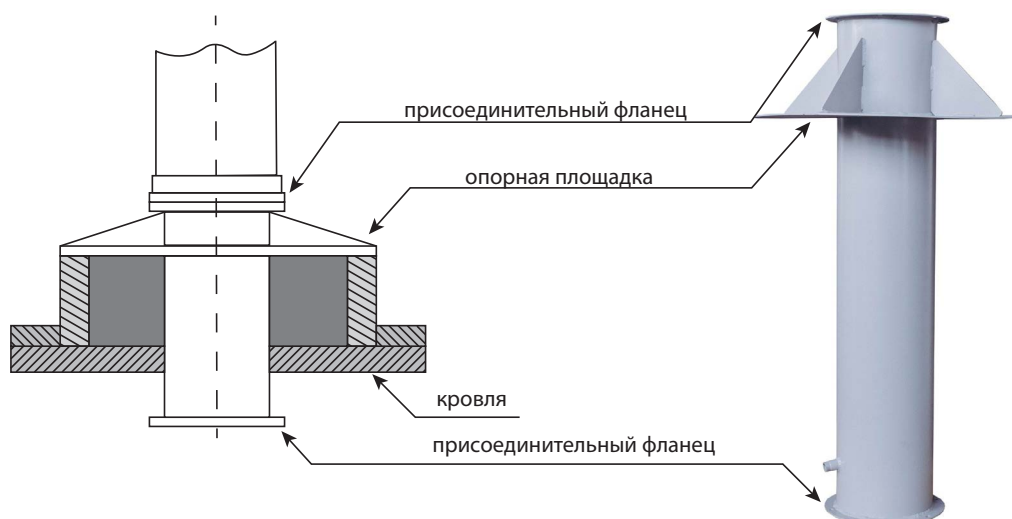 присоединительный фланец
опорная площадка
кровля
присоединительный фланец